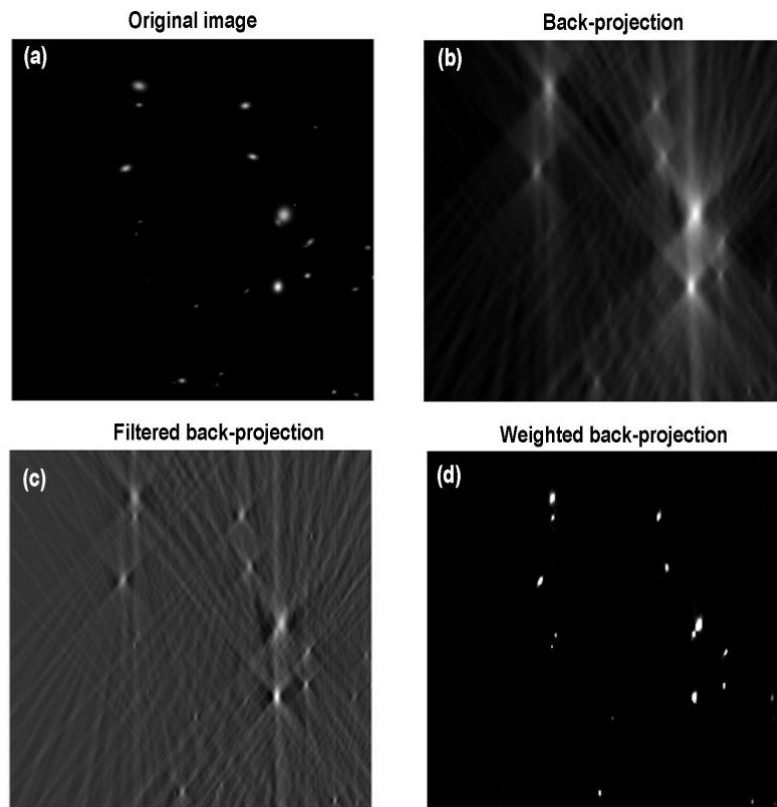 Original image
Back-projection
(a)
(b)
Filtered back-projection
Weighted back-projection
(c)
(d)